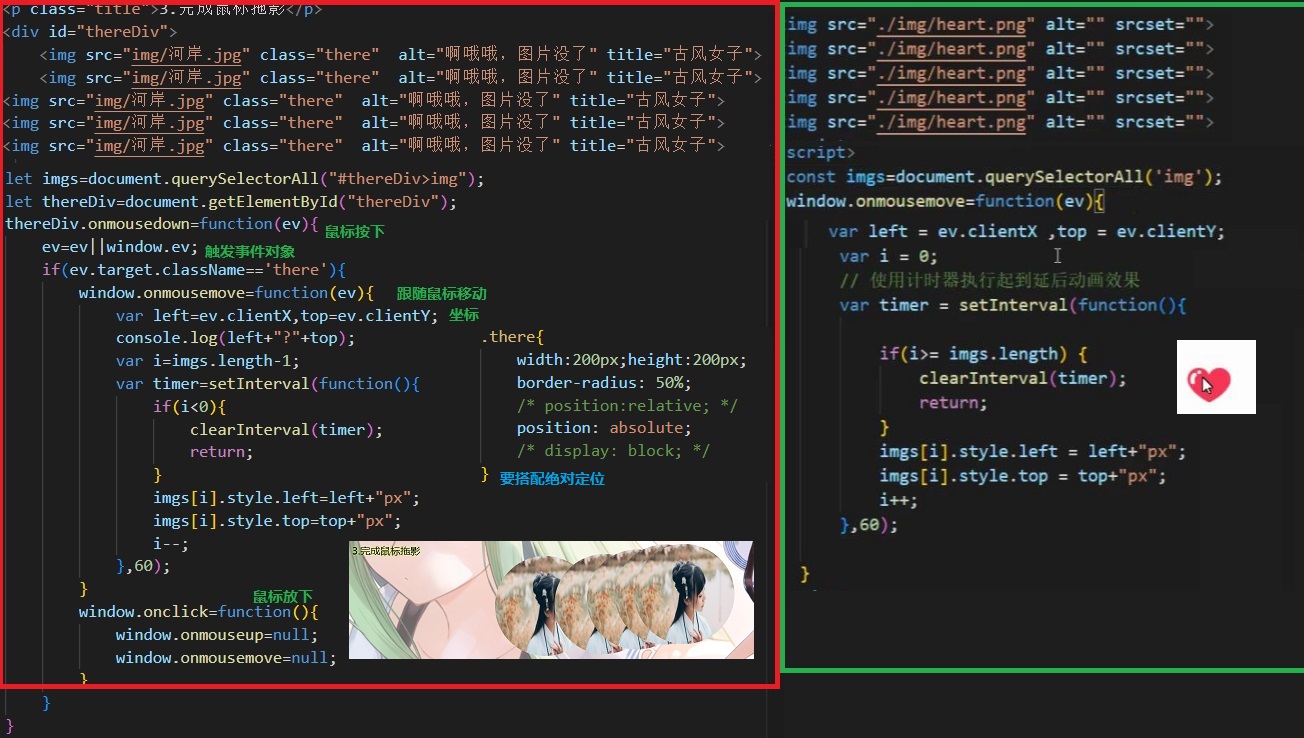 <p class="title">3.完成鼠标拖影</p>
<div id="thereDiv">
<img src="img/河岸.jpg" class="there"  alt="啊哦哦，图片没了" title="古风女子">
<img src="img/河岸.jpg" class="there"  alt="啊哦哦，图片没了" title="古风女子">
<img src="img/河岸.jpg" class="there"  alt="啊哦哦，图片没了" title="古风女子">
<img src="img/河岸.jpg" class="there"  alt="啊哦哦，图片没了" title="古风女子">
<img src="img/河岸.jpg" class="there"  alt="啊哦哦，图片没了" title="古风女子">
let imgs=document.querySelectorAll("#thereDiv>img");
let thereDiv=document.getElementById("thereDiv");
thereDiv.onmousedown=function(ev){ 鼠标按下
ev=ev||window.ev; 触发事件对象
if(ev.target.className=='there'){
window.onmousemove=function(ev){ 跟随鼠标移动
var left=ev.clientX,top=ev.clientY; 坐标
console.log(left+"?"+top);
var i=imgs.length-1;
var timer=setInterval(function(){
if(i<0){
clearInterval(timer);
return;
}
imgs[i].style.left=left+"px";
imgs[i].style.top=top+"px";
i--;
},60);
}
鼠标放下
window.onclick=function(){
window.onmouseup=null;
window.onmousemove=null;
}
}
}
.there{
width:200px;height:200px;
border-radius: 50%;
/* position:relative; */
position: absolute;
/* display: block; */
} 要搭配绝对定位
3.完成鼠标拖影
img src="./img/heart.png" alt="" srcset="">
img src="./img/heart.png" alt="" srcset="">
img src="./img/heart.png" alt="" srcset="">
img src="./img/heart.png" alt="" srcset="">
img src="./img/heart.png" alt="" srcset="">
script>
const imgs=document.querySelectorAll('img');
window.onmousemove=function(ev){
var left = ev.clientX ,top = ev.clientY;
var i = 0;
// 使用计时器执行起到延后动画效果
var timer = setInterval(function(){
if(i>= imgs.length) {
clearInterval(timer);
return;
}
imgs[i].style.left = left+"px";
imgs[i].style.top = top+"px";
i++;
},60);
}